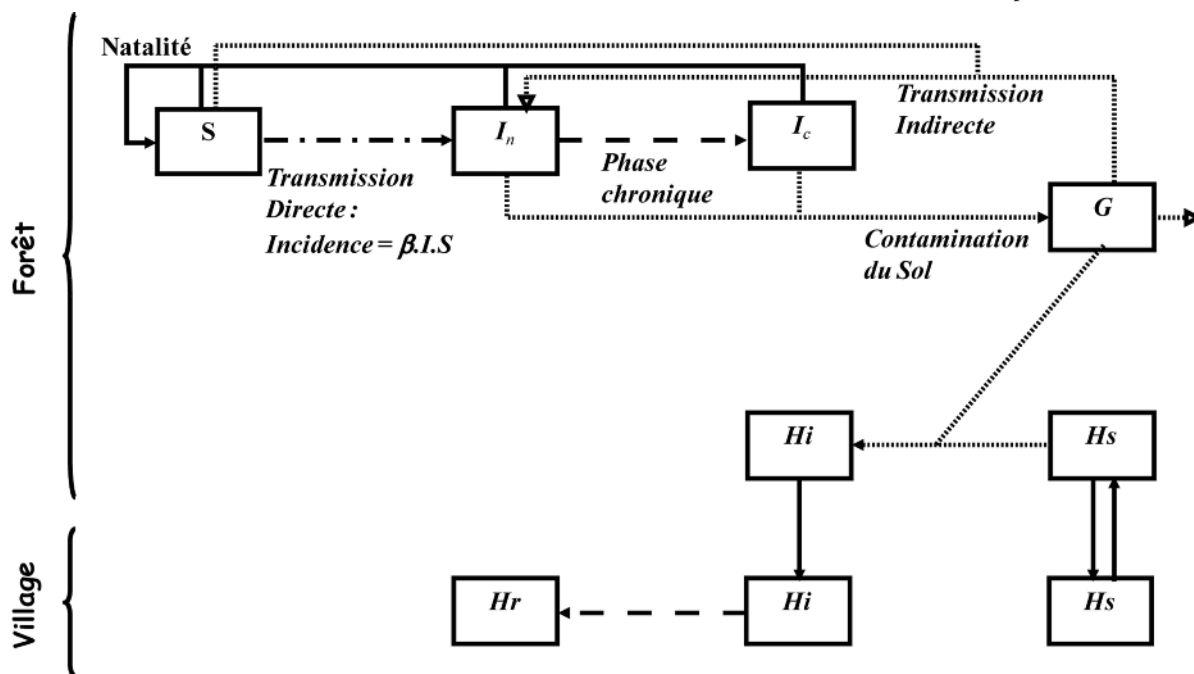 Natalité
S
I_n
I_c
Transmission
Indirecte
Phase
chronique
Transmission
Directe :
Incidence = β.I.S
G
Contamination
du Sol
Forêt
Hi
Hs
Village
Hr
Hi
Hs